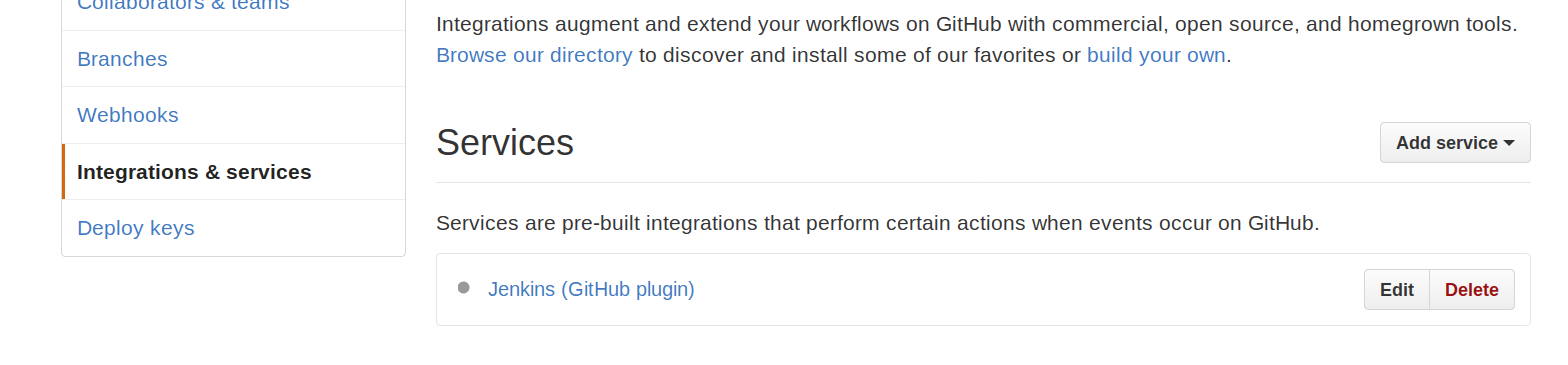 Collaborators & teams
Branches
Webhooks
Integrations & services
Deploy keys
Integrations augment and extend your workflows on GitHub with commercial, open source, and homegrown tools.
Browse our directory to discover and install some of our favorites or build your own.
Services
Add service
Services are pre-built integrations that perform certain actions when events occur on GitHub.
Jenkins (GitHub plugin)
Edit
Delete